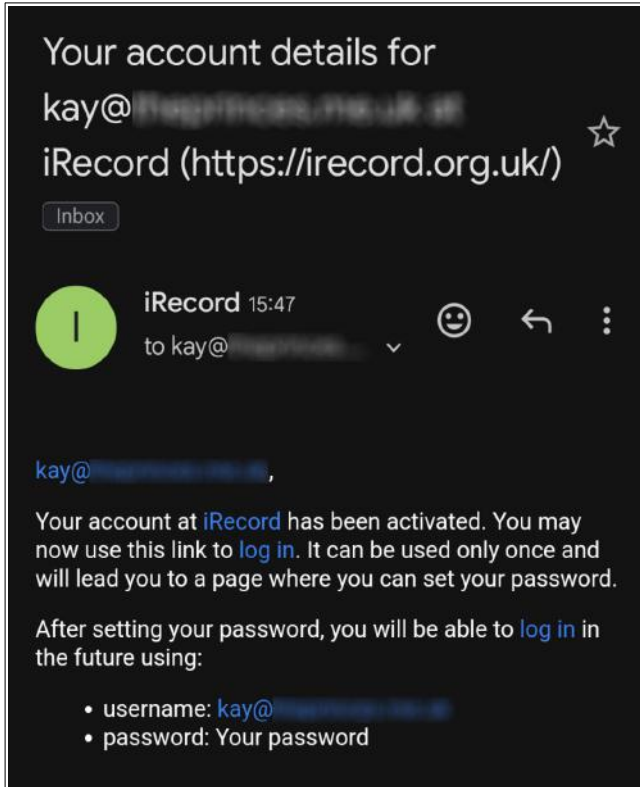 Your account details for
kay@
iRecord (https://irecord.org.uk/)
Inbox
I
iRecord 15:47
to kay@
kay@ ,
Your account at iRecord has been activated. You may
now use this link to log in. It can be used only once and
will lead you to a page where you can set your password.
After setting your password, you will be able to log in in
the future using:
• username: kay@
• password: Your password